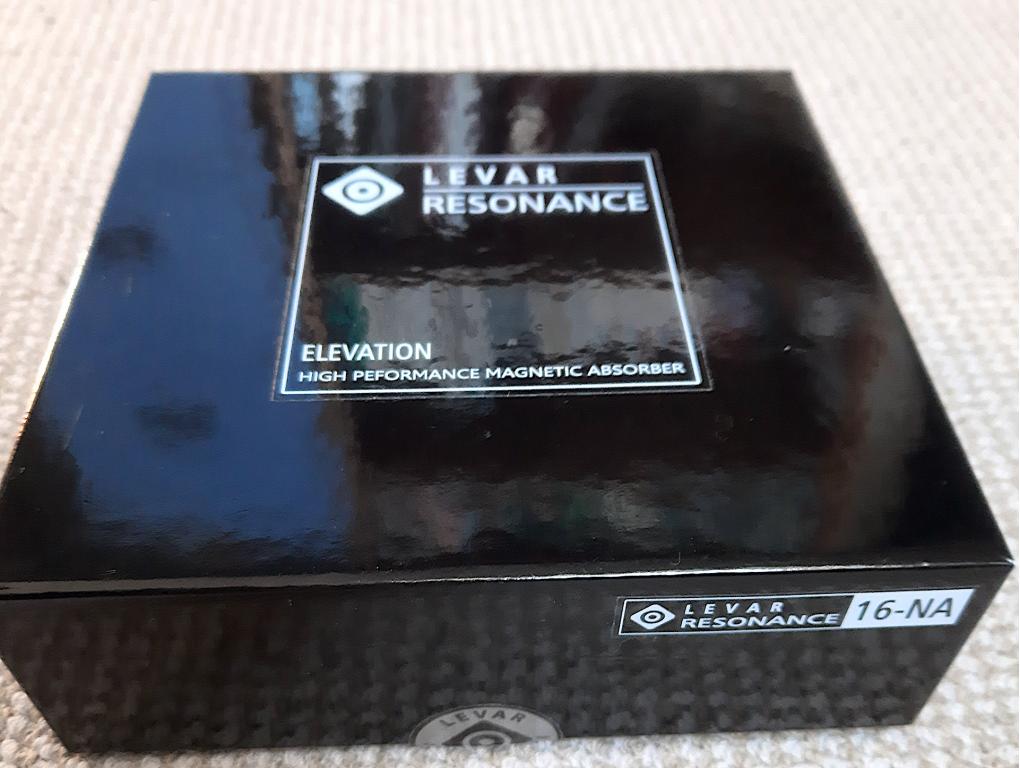 LEVAR
RESONANCE
ELEVATION
HIGH PEFORMANCE MAGNETIC ABSORBER
LEVAR
RESONANCE
16-NA
LEVAR